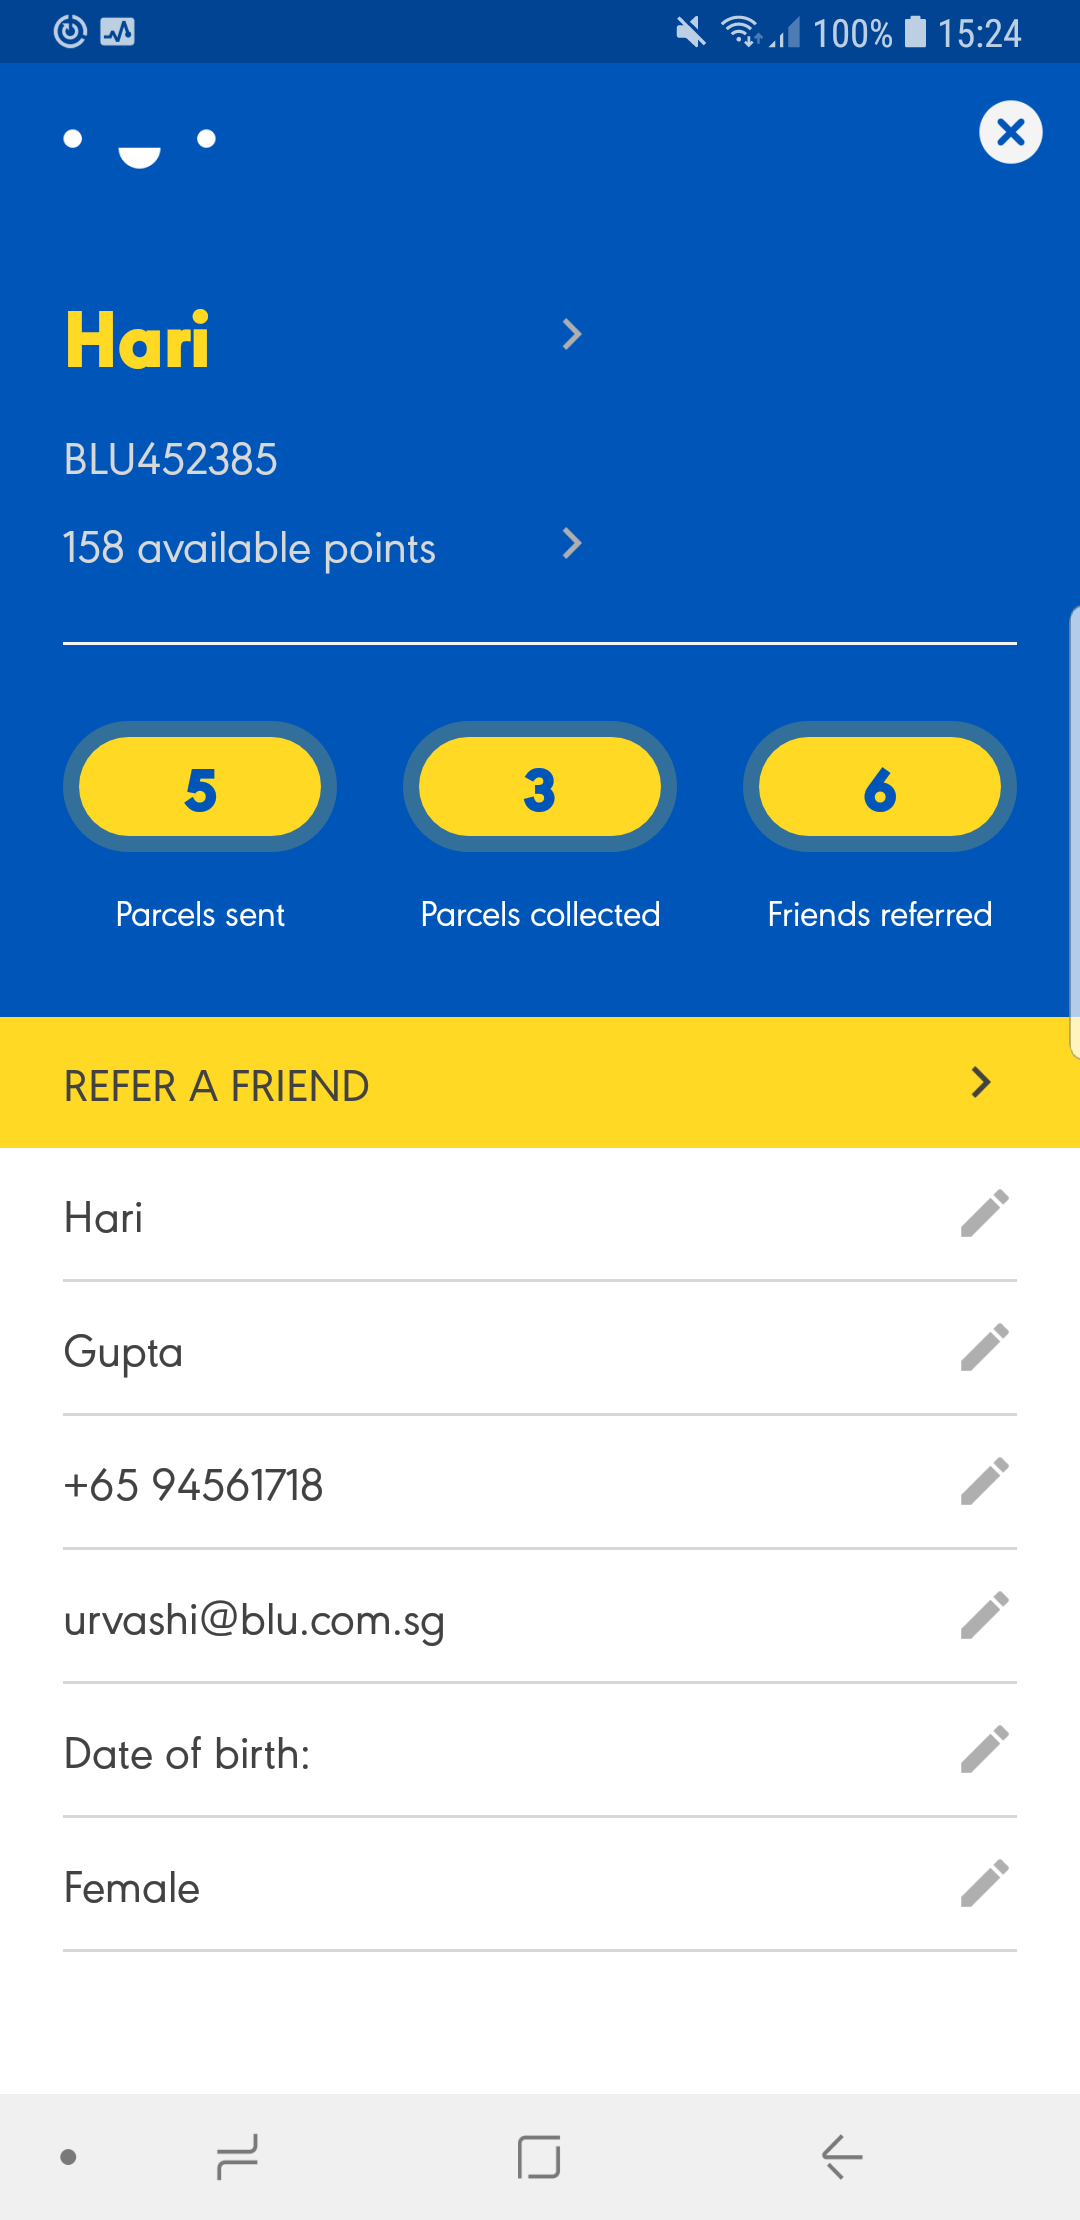 100% 15:24
Hari
BLU452385
158 available points
5 3 6
Parcels sent Parcels collected Friends referred
REFER A FRIEND
Hari
Gupta
+65 94561718
urvashi@blu.com.sg
Date of birth:
Female